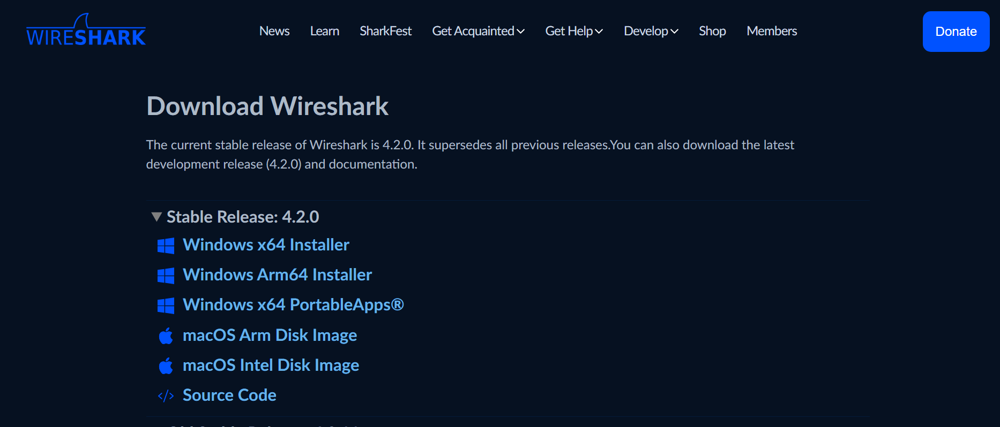 WIRESHARK
News Learn SharkFest Get Acquainted Get Help Develop Shop Members Donate
Download Wireshark
The current stable release of Wireshark is 4.2.0. It supersedes all previous releases.You can also download the latest
development release (4.2.0) and documentation.
Stable Release: 4.2.0
Windows x64 Installer
Windows Arm64 Installer
Windows x64 PortableApps®
macOS Arm Disk Image
macOS Intel Disk Image
</> Source Code